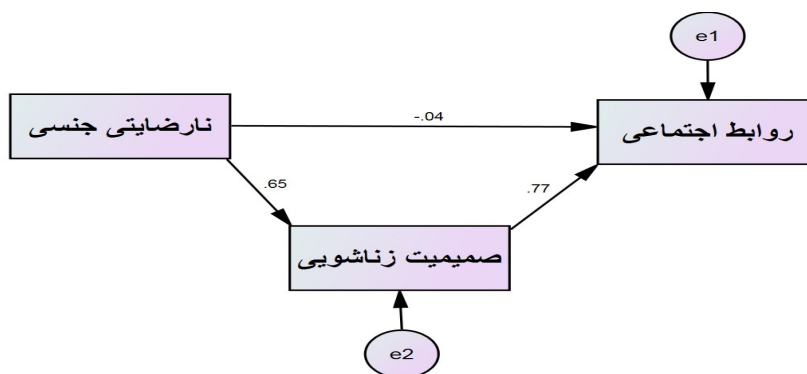 e1
نارضایتی جنسی
-.04
روابط اجتماعی
.65
.77
صمیمیت زناشویی
e2